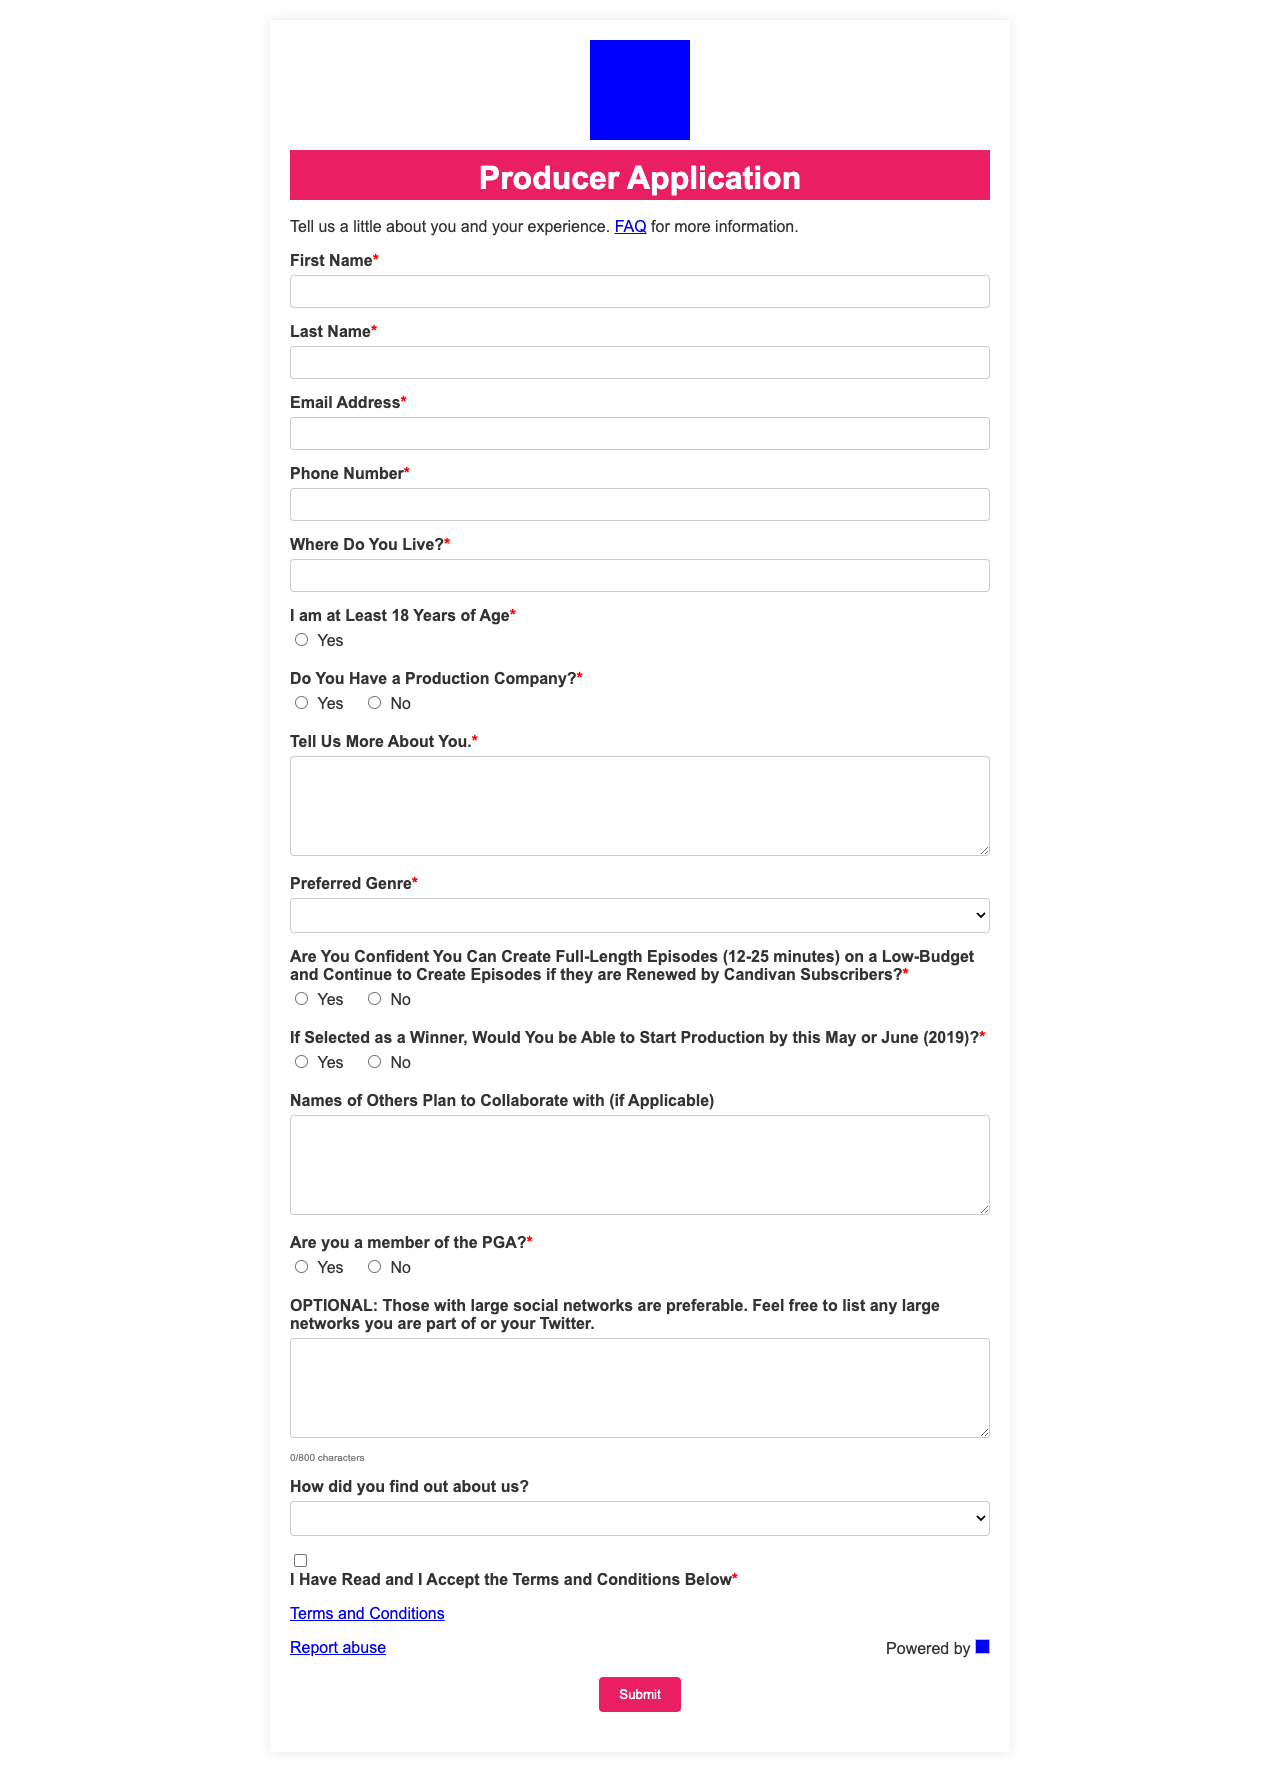 Producer Application
Tell us a little about you and your experience. FAQ for more information.
First Name*
Last Name*
Email Address*
Phone Number*
Where Do You Live?*
I am at Least 18 Years of Age*
Yes
Do You Have a Production Company?*
Yes No
Tell Us More About You.*
Preferred Genre*
Are You Confident You Can Create Full-Length Episodes (12-25 minutes) on a Low-Budget
and Continue to Create Episodes if they are Renewed by Candivan Subscribers?*
Yes No
If Selected as a Winner, Would You be Able to Start Production by this May or June (2019)?*
Yes No
Names of Others Plan to Collaborate with (if Applicable)
Are you a member of the PGA?*
Yes No
OPTIONAL: Those with large social networks are preferable. Feel free to list any large
networks you are part of or your Twitter.
0/800 characters
How did you find out about us?
I Have Read and I Accept the Terms and Conditions Below*
Terms and Conditions
Report abuse Powered by
Submit